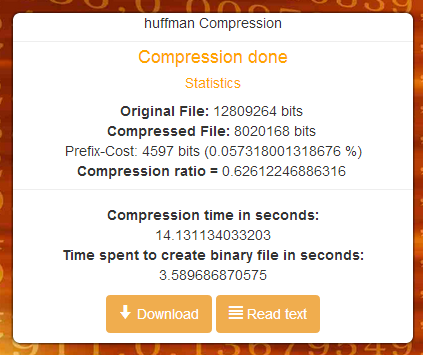 huffman Compression
Compression done
Statistics
Original File: 12809264 bits
Compressed File: 8020168 bits
Prefix-Cost: 4597 bits (0.057318001318676 %)
Compression ratio = 0.62612246886316
Compression time in seconds:
14.131134033203
Time spent to create binary file in seconds:
3.589686870575
Download Read text